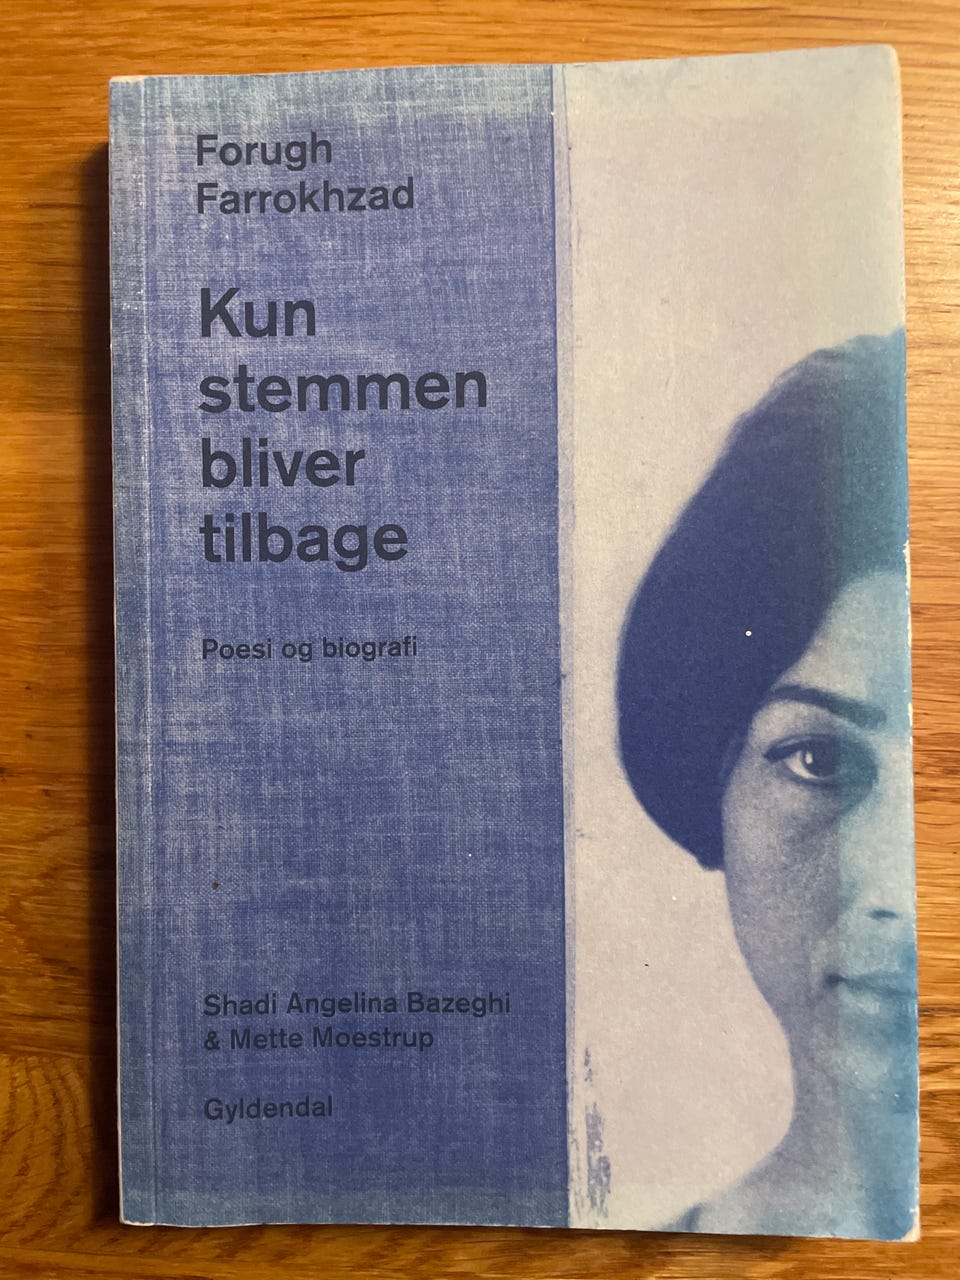 Forugh
Farrokhzad
Kun
stemmen
bliver
tilbage
Poesi og biografi
Shadi Angelina Bazeghi
& Mette Moestrup
Gyldendal